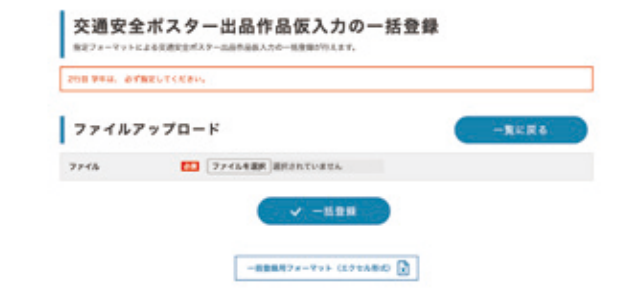 交通安全ポスター出品作品仮入力の一括登録
指定フォーマットによる交通安全ポスター出品作品仮入力の一括登録が行えます。
2行目 学年は、必ず指定してください。
ファイルアップロード
一覧に戻る
ファイル 必須 ファイルを選択 選択されていません
一括登録
一括登録用フォーマット（エクセル形式）